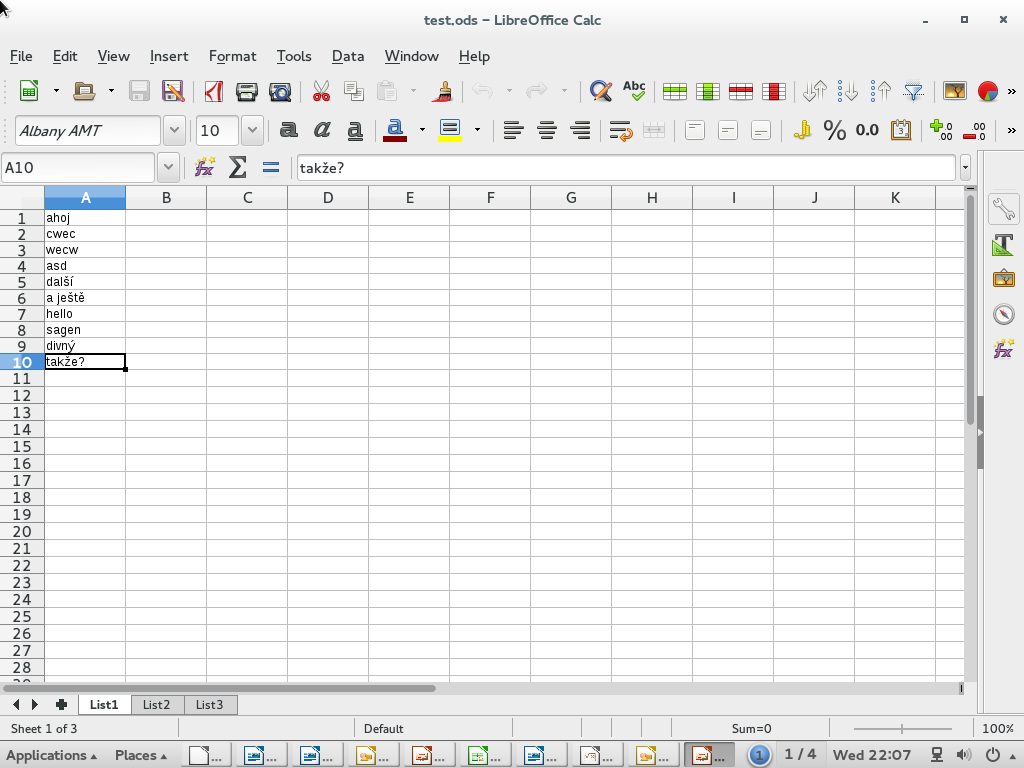 test.ods – LibreOffice Calc
File Edit View Insert Format Tools Data Window Help
Abc »
Albany AMT 10 a a a a % 0.0 .00 .00 »
A10 fx Σ = takže?
A B C D E F G H I J K
1 ahoj
2 cwec
3 wecw
4 asd
5 další
6 a ještě
7 hello
8 sagen
9 divný
10 takže?
11
12
13
14
15
16
17
18
19
20
21
22
23
24
25
26
27
28
List1 List2 List3
Sheet 1 of 3 Default Sum=0 100%
Applications Places ... ... ... ... ... ... ... ... ... ... 1 1 / 4 Wed 22:07